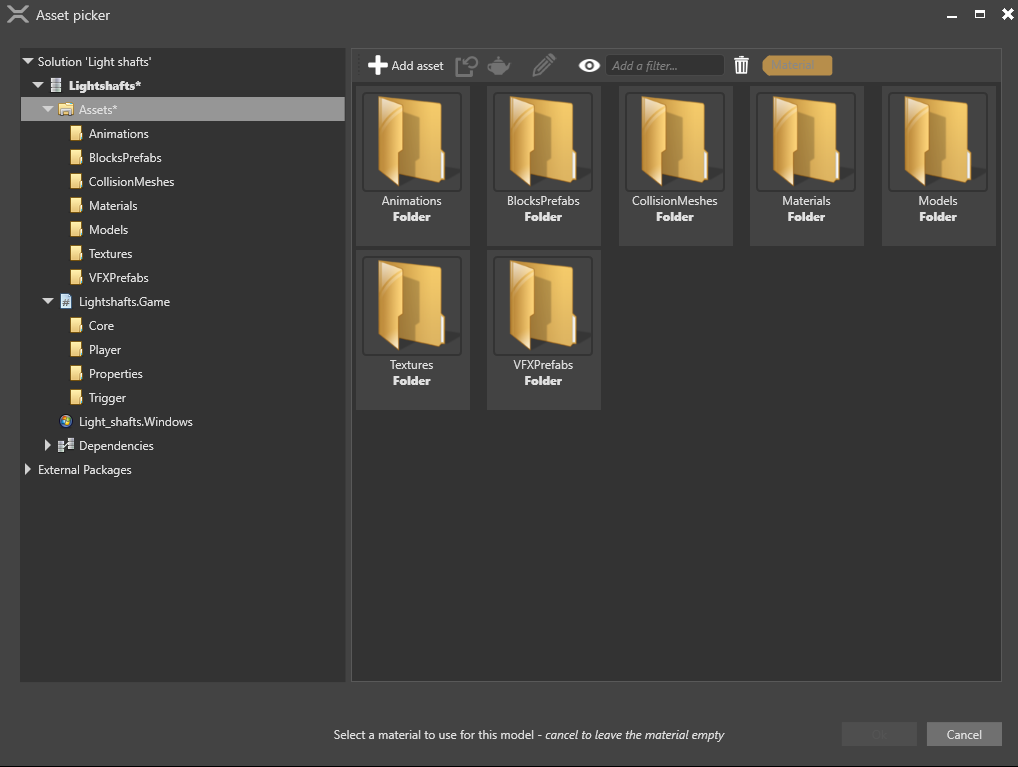 Asset picker
Solution 'Light shafts'
Lightshafts*
Assets*
Animations
BlocksPrefabs
CollisionMeshes
Materials
Models
Textures
VFXPrefabs
Lightshafts.Game
Core
Player
Properties
Trigger
Light_shafts.Windows
Dependencies
External Packages
Add asset
Add a filter...
Material
Animations
Folder
BlocksPrefabs
Folder
CollisionMeshes
Folder
Materials
Folder
Models
Folder
Textures
Folder
VFXPrefabs
Folder
Select a material to use for this model - cancel to leave the material empty
Ok
Cancel